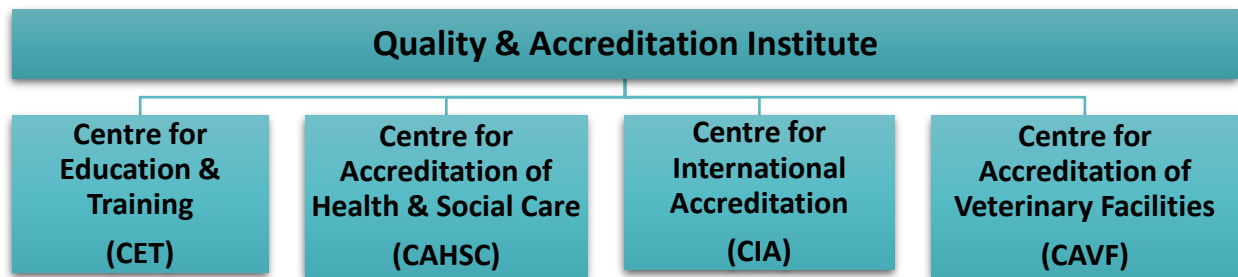 Quality & Accreditation Institute
Centre for
Education &
Training
(CET)
Centre for
Accreditation of
Health & Social Care
(CAHSC)
Centre for
International
Accreditation
(CIA)
Centre for
Accreditation of
Veterinary Facilities
(CAVF)